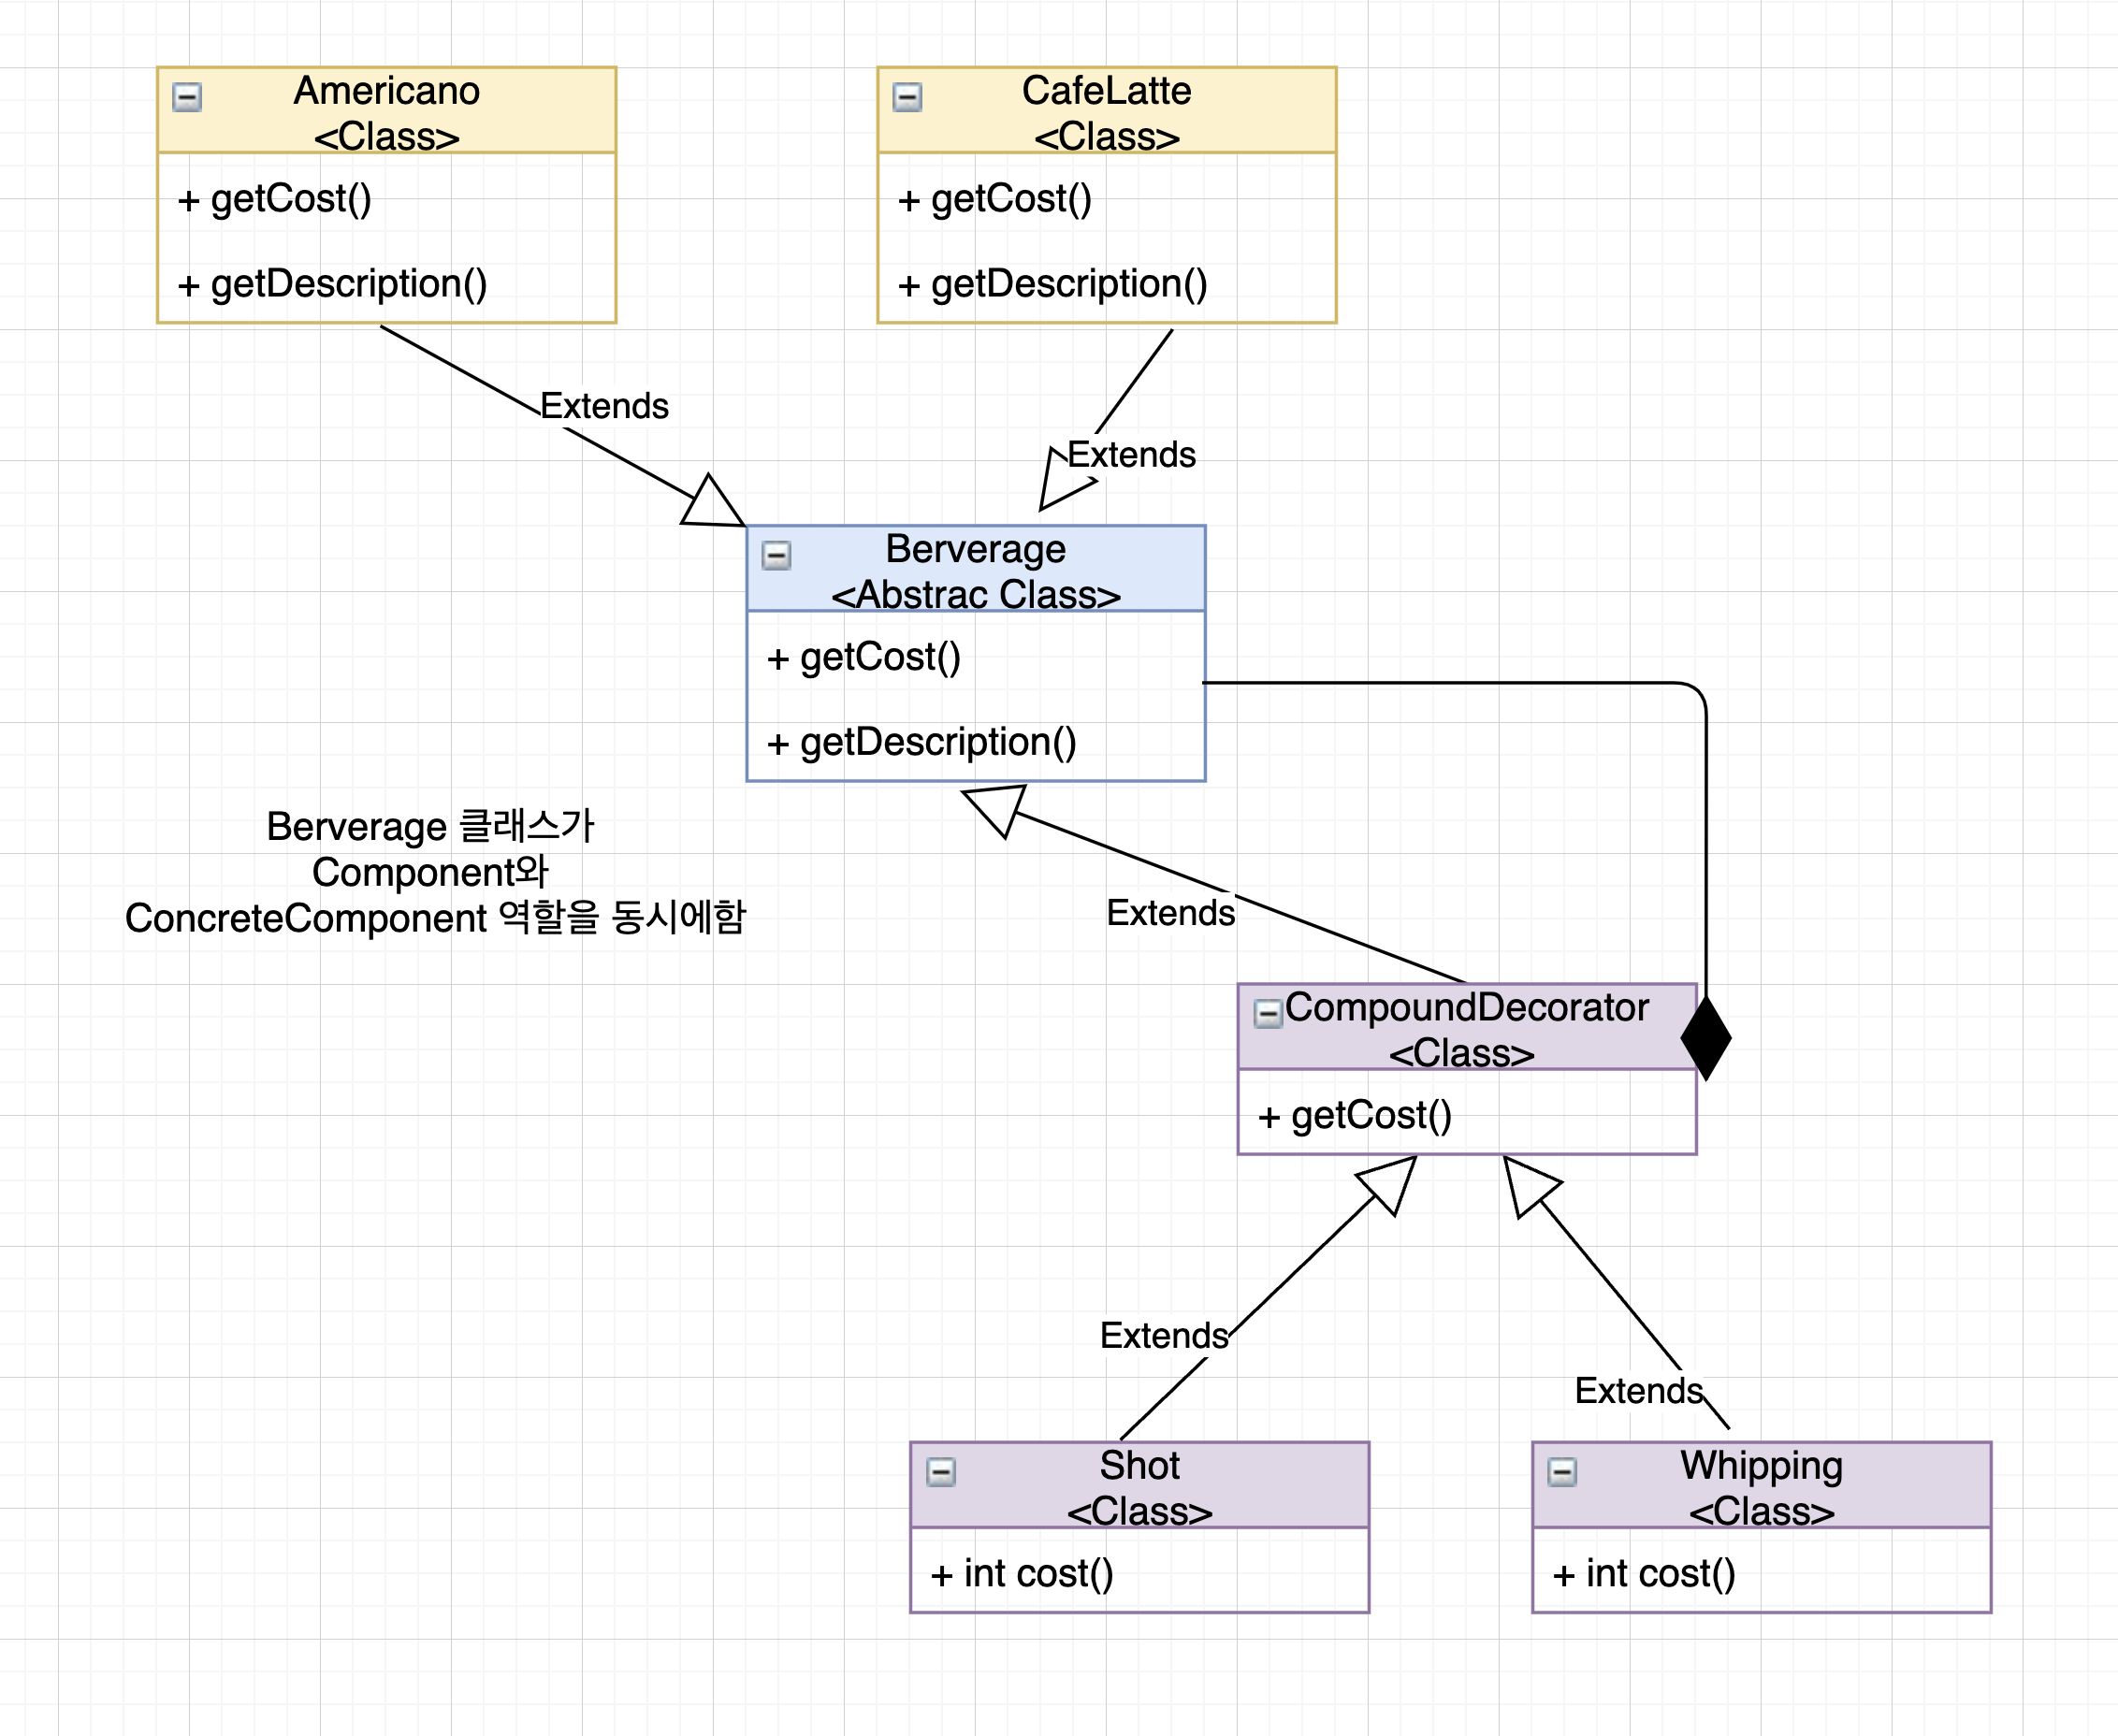 Americano
<Class>
+ getCost()
+ getDescription()
CafeLatte
<Class>
+ getCost()
+ getDescription()
Extends
Extends
Berverage
<Abstrac Class>
+ getCost()
+ getDescription()
Berverage 클래스가
Component와
ConcreteComponent 역할을 동시에함
Extends
CompoundDecorator
<Class>
+ getCost()
Extends
Extends
Shot
<Class>
+ int cost()
Whipping
<Class>
+ int cost()